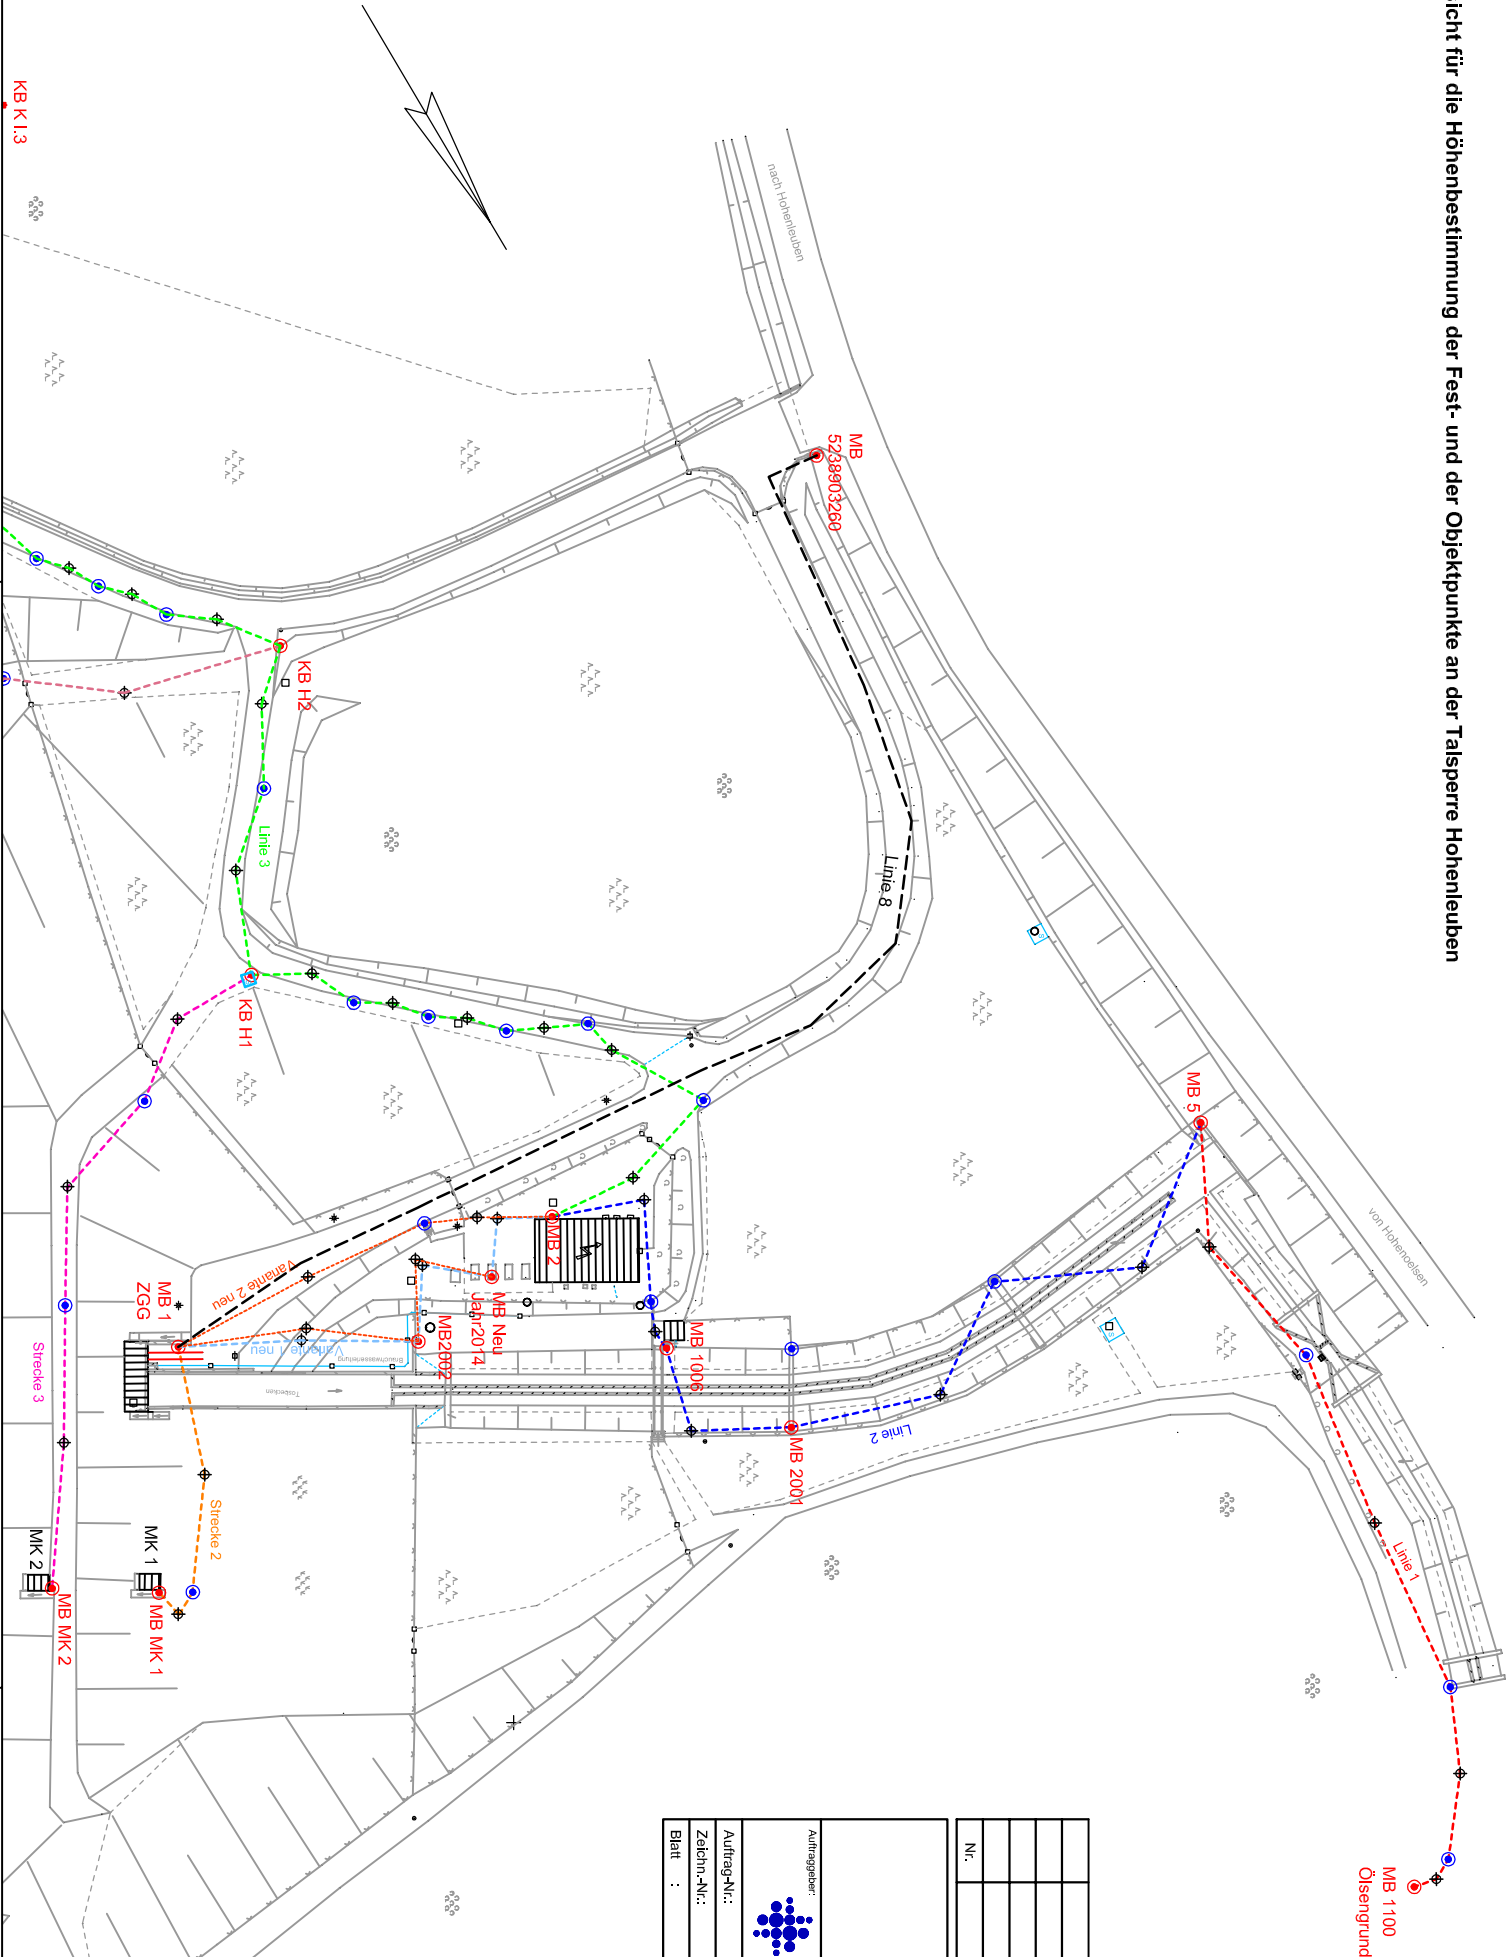 icht für die Höhenbestimmung der Fest- und der Objektpunkte an der Talsperre Hohenleuben
KB K I.3
nach Hohenleuben
MB
5238903260
KB H2
Linie 3
Linie 8
KB H1
MB 5
von Hohenoelsen
MB 2
Variante 2 neu
MB 1
ZGG
MB Neu
Jahr2014
MB2002
MB 1006
Variante 1 neu
Brauchwasserleitung
Tosbecken
Strecke 3
Linie 2
MB 2001
Strecke 2
MK 1
MK 2
MB MK 1
MB MK 2
Linie 1
MB 1100
Ölsengrund
Nr.
Auftraggeber:
Auftrag-Nr.:
Zeichn.-Nr.:
Blatt :